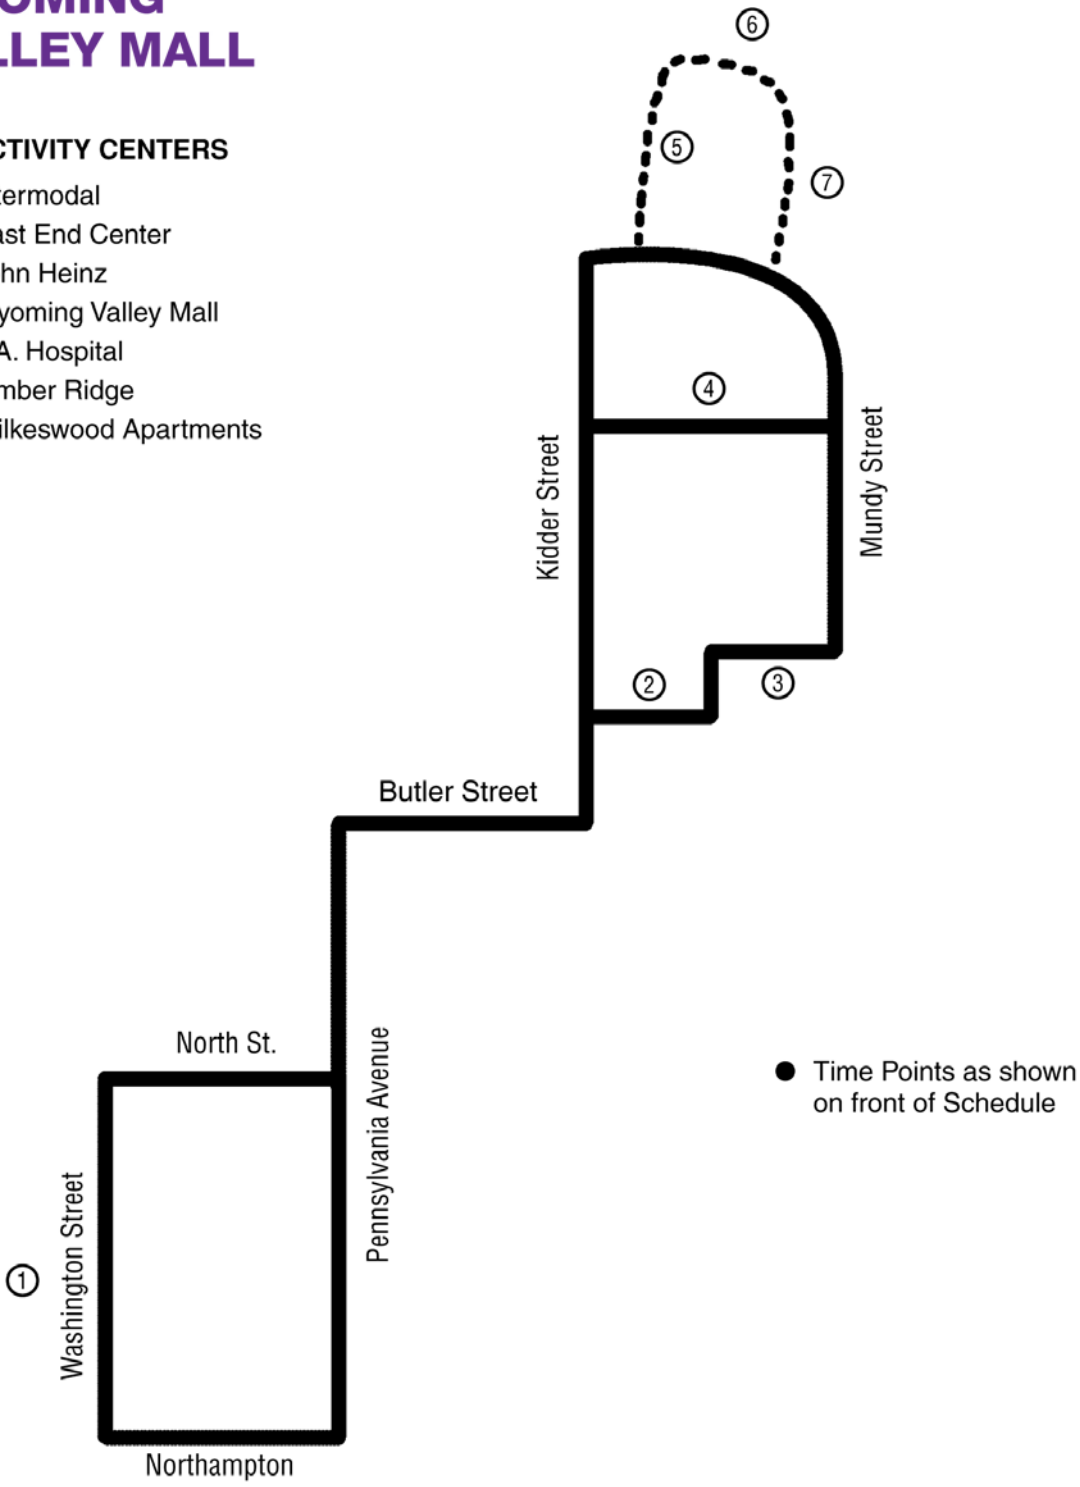 OMING
LLEY MALL
CTIVITY CENTERS
termodal
ast End Center
hn Heinz
yoming Valley Mall
A. Hospital
mber Ridge
ilkeswood Apartments
6
5
7
4
Kidder Street
Mundy Street
2
3
Butler Street
North St.
Pennsylvania Avenue
Time Points as shown
on front of Schedule
Washington Street
1
Northampton